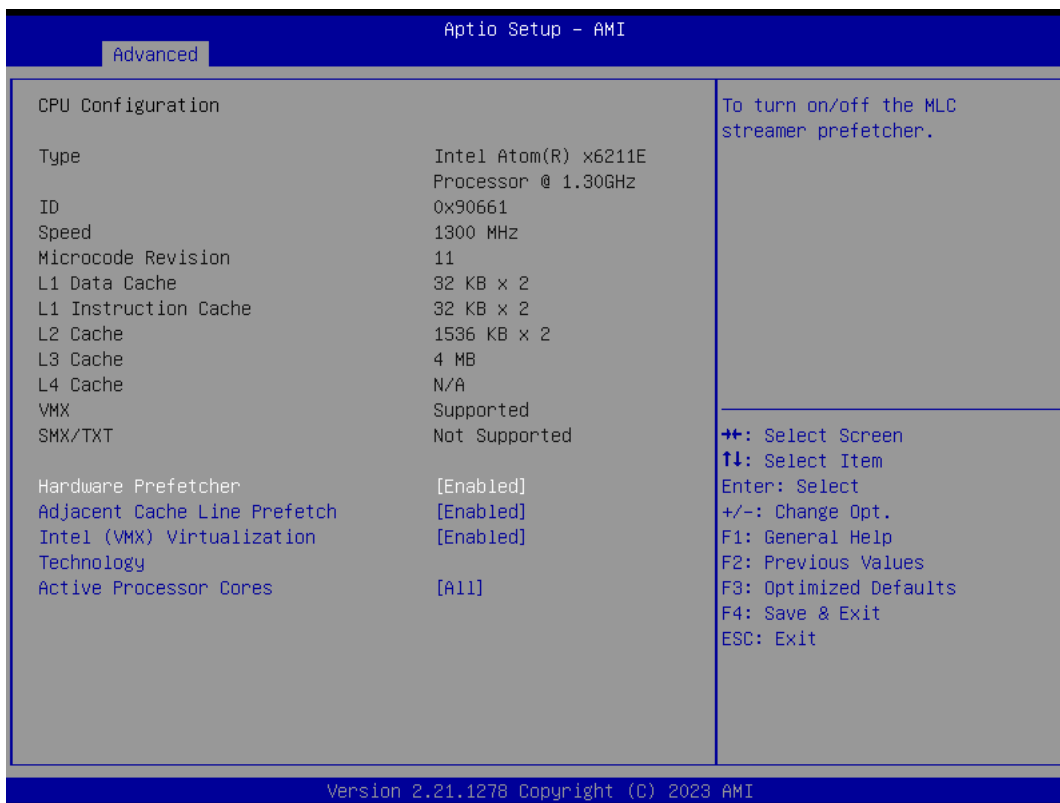 Aptio Setup – AMI
Advanced
CPU Configuration
Type Intel Atom(R) x6211E
Processor @ 1.30GHz
ID 0x90661
Speed 1300 MHz
Microcode Revision 11
L1 Data Cache 32 KB x 2
L1 Instruction Cache 32 KB x 2
L2 Cache 1536 KB x 2
L3 Cache 4 MB
L4 Cache N/A
VMX Supported
SMX/TXT Not Supported
Hardware Prefetcher [Enabled]
Adjacent Cache Line Prefetch [Enabled]
Intel (VMX) Virtualization [Enabled]
Technology
Active Processor Cores [All]
To turn on/off the MLC
streamer prefetcher.
→←: Select Screen
↑↓: Select Item
Enter: Select
+/-: Change Opt.
F1: General Help
F2: Previous Values
F3: Optimized Defaults
F4: Save & Exit
ESC: Exit
Version 2.21.1278 Copyright (C) 2023 AMI